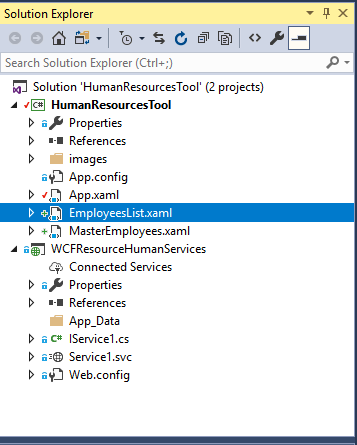 Solution Explorer
Search Solution Explorer (Ctrl+;)
Solution 'HumanResourcesTool' (2 projects)
C# HumanResourcesTool
Properties
References
images
App.config
App.xaml
EmployeesList.xaml
MasterEmployees.xaml
WCFResourceHumanServices
Connected Services
Properties
References
App_Data
C# IService1.cs
Service1.svc
Web.config